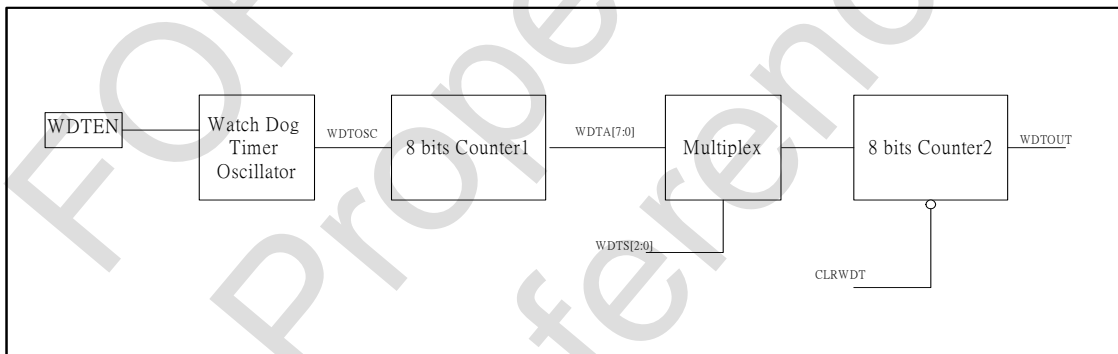 WDTEN
Watch Dog
Timer
Oscillator
WDTOSC
8 bits Counter1
WDTA[7:0]
Multiplex
8 bits Counter2
WDTOUT
WDTS[2:0]
CLRWDT